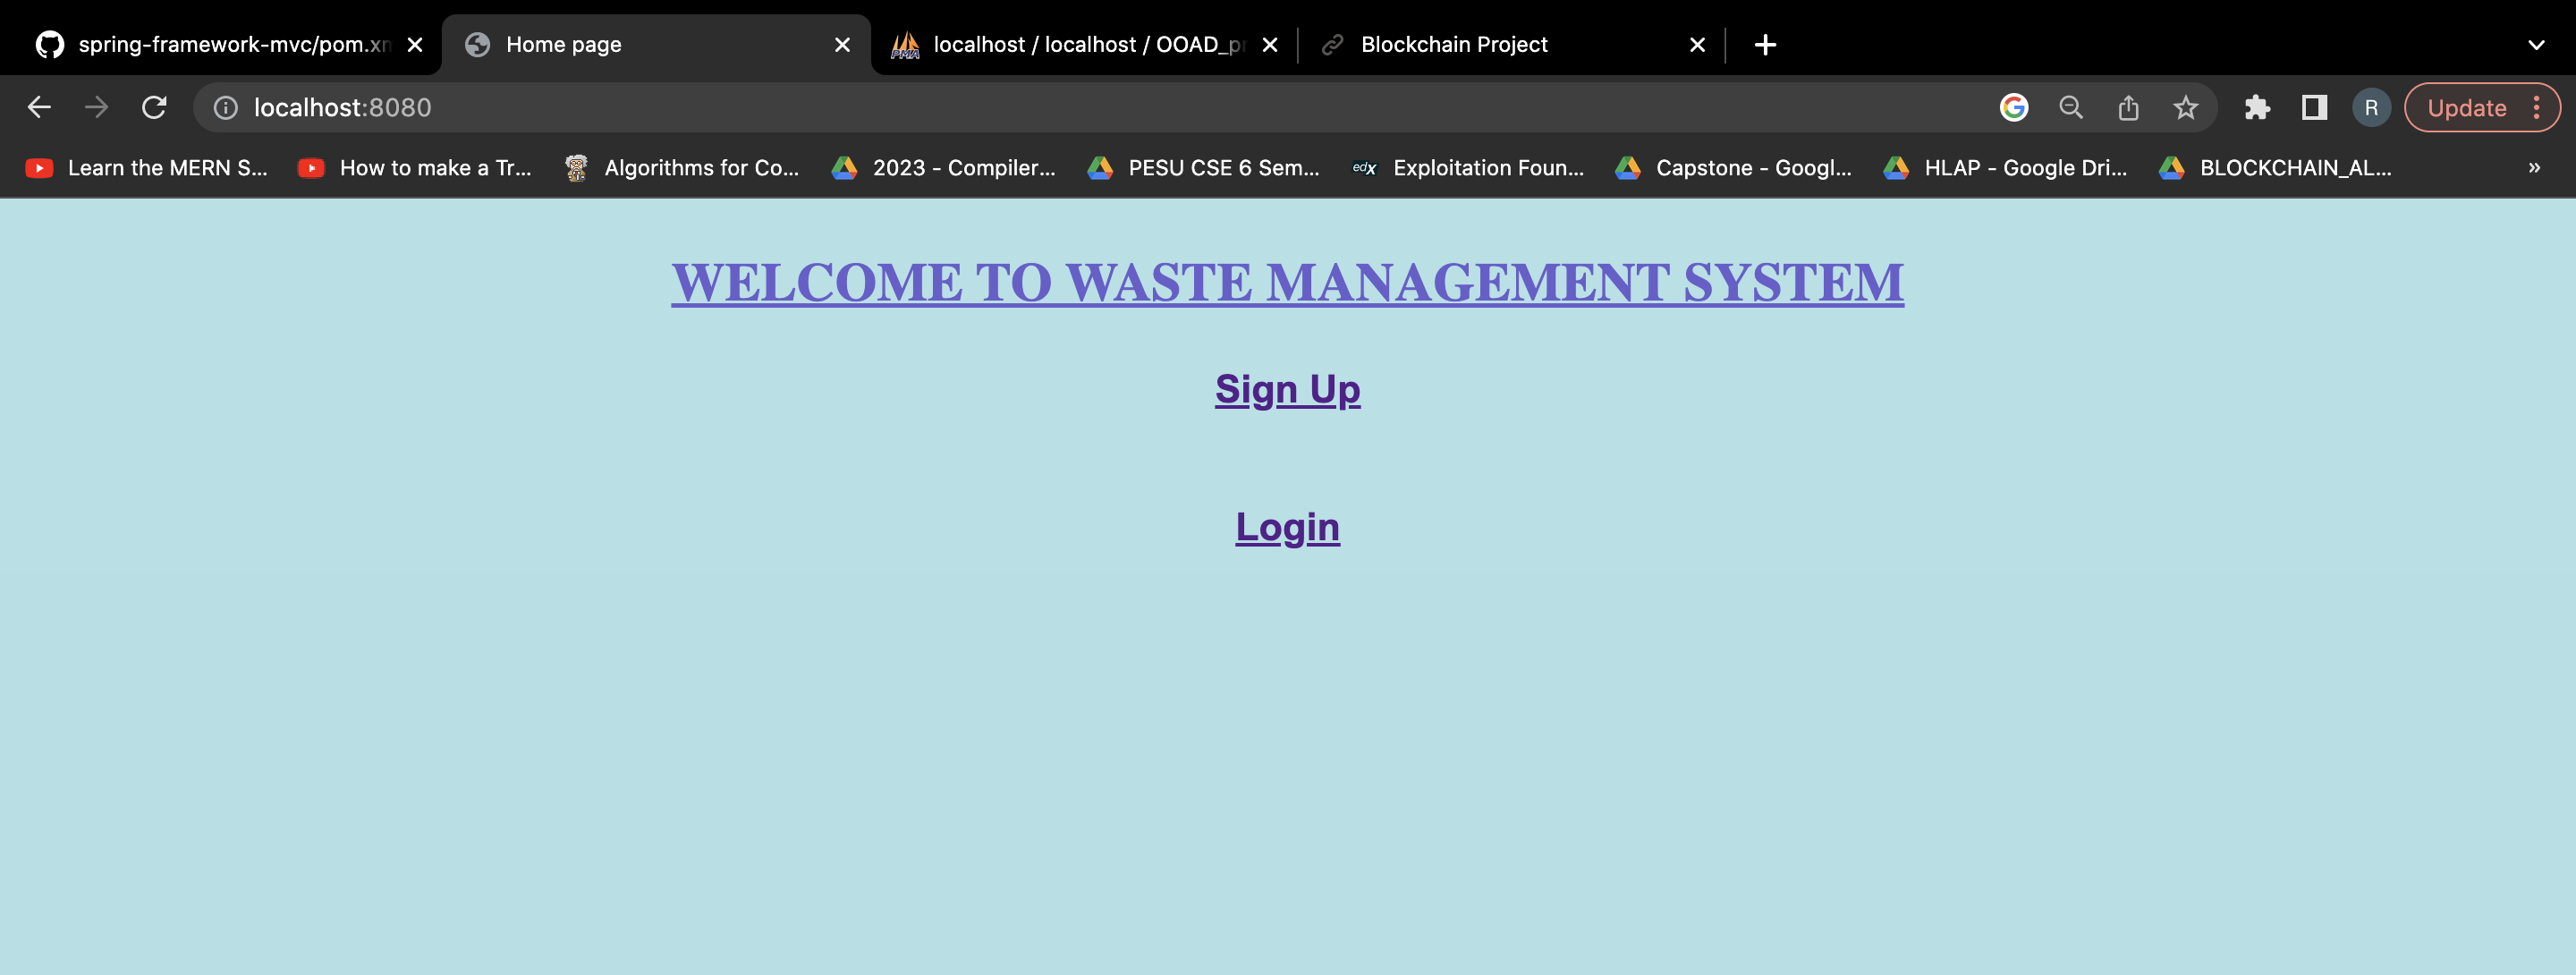 spring-framework-mvc/pom.xm
Home page
localhost / localhost / OOAD_pr
Blockchain Project
localhost:8080
R
Update
Learn the MERN S...
How to make a Tr...
Algorithms for Co...
2023 - Compiler...
PESU CSE 6 Sem...
edX
Exploitation Foun...
Capstone - Googl...
HLAP - Google Dri...
BLOCKCHAIN_AL...
WELCOME TO WASTE MANAGEMENT SYSTEM
Sign Up
Login